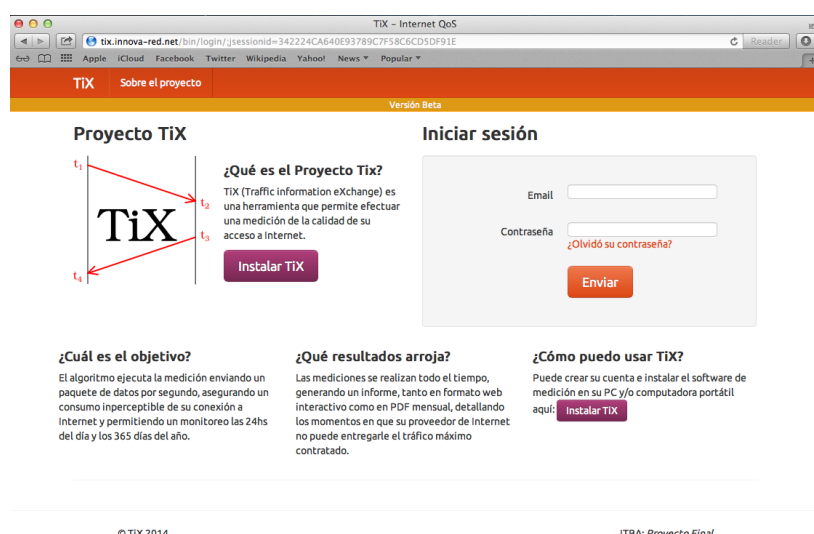 TiX – Internet QoS
tix.innova-red.net/bin/login/;jsessionid=342224CA640E93789C7F58C6CD5DF91E
Reader
Apple iCloud Facebook Twitter Wikipedia Yahoo! News Popular
TiX Sobre el proyecto
Versión Beta
Proyecto TiX
t1
t2
TiX
t3
t4
¿Qué es el Proyecto Tix?
TiX (Traffic information eXchange) es
una herramienta que permite efectuar
una medición de la calidad de su
acceso a Internet.
Instalar TiX
Iniciar sesión
Email
Contraseña
¿Olvidó su contraseña?
Enviar
¿Cuál es el objetivo?
El algoritmo ejecuta la medición enviando un
paquete de datos por segundo, asegurando un
consumo inperceptible de su conexión a
Internet y permitiendo un monitoreo las 24hs
del día y los 365 días del año.
¿Qué resultados arroja?
Las mediciones se realizan todo el tiempo,
generando un informe, tanto en formato web
interactivo como en PDF mensual, detallando
los momentos en que su proveedor de Internet
no puede entregarle el tráfico máximo
contratado.
¿Cómo puedo usar TiX?
Puede crear su cuenta e instalar el software de
medición en su PC y/o computadora portátil
aquí: Instalar TiX
© TiX 2014
ITBA: Proyecto Final